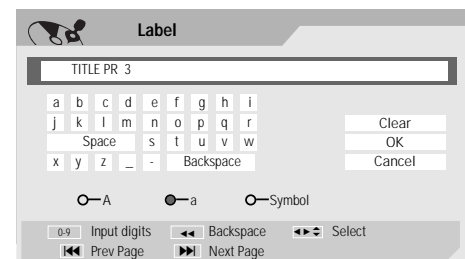 Label
TITLE PR 3
a b c d e f g h i
j k l m n o p q r Clear
Space s t u v w OK
x y z _ - Backspace Cancel
A a Symbol
0-9 Input digits ◀◀ Backspace ◀▶ Select
Prev Page Next Page